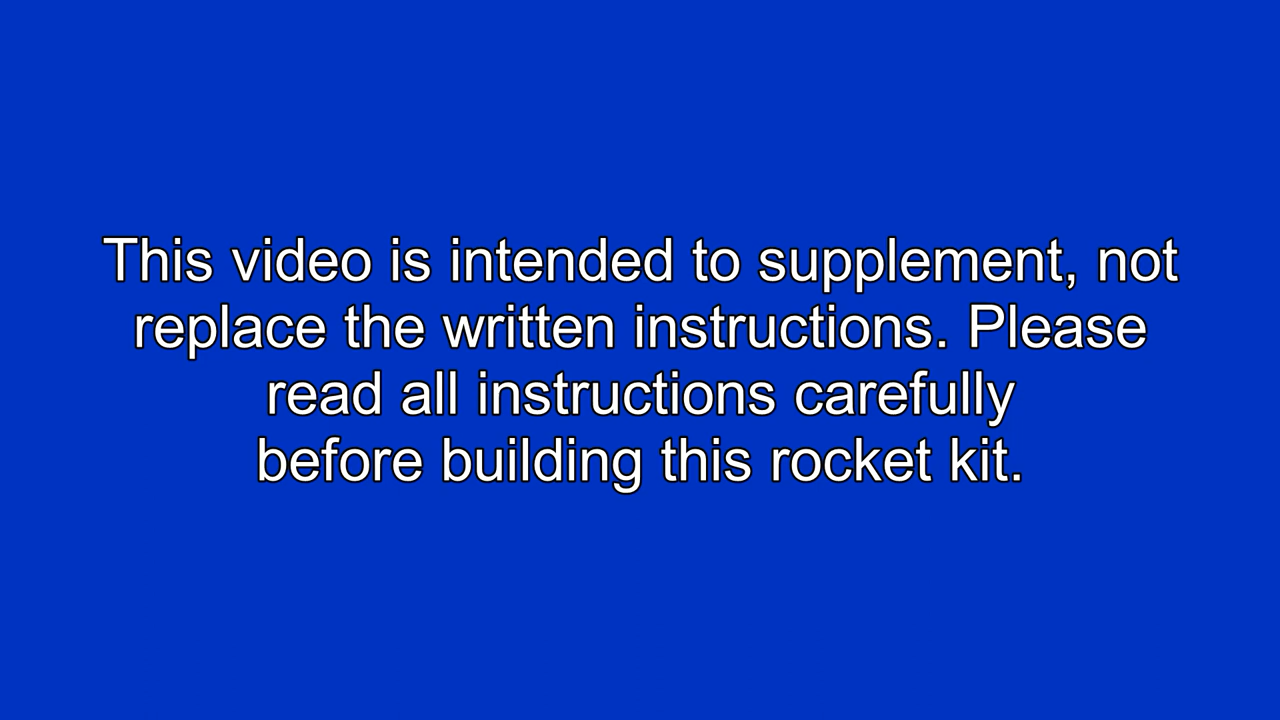 This video is intended to supplement, not
replace the written instructions. Please
read all instructions carefully
before building this rocket kit.